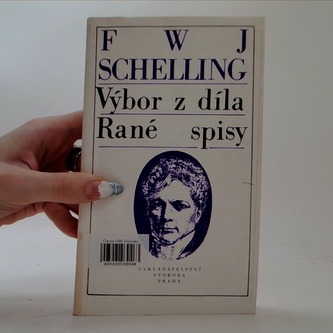 F W J
SCHELLING
Výbor z díla
Rané spisy
NAKLADATELSTVÍ
SVOBODA
PRAHA